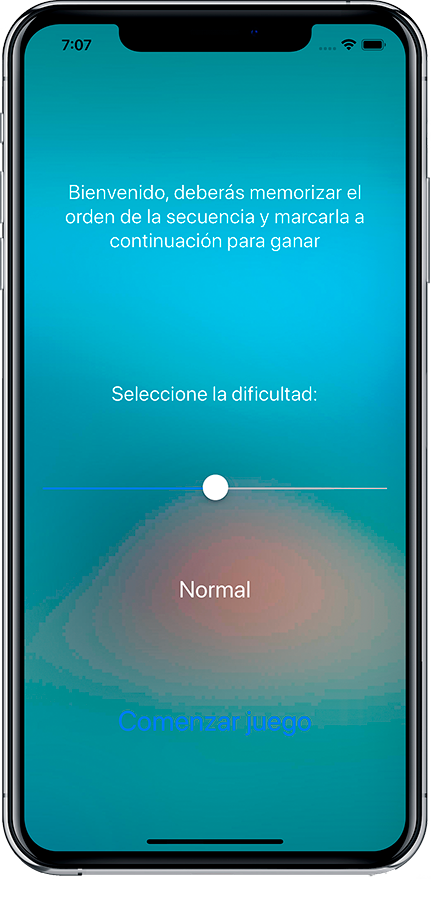 7:07
Bienvenido, deberás memorizar el
orden de la secuencia y marcarla a
continuación para ganar
Seleccione la dificultad:
Normal
Comenzar juego